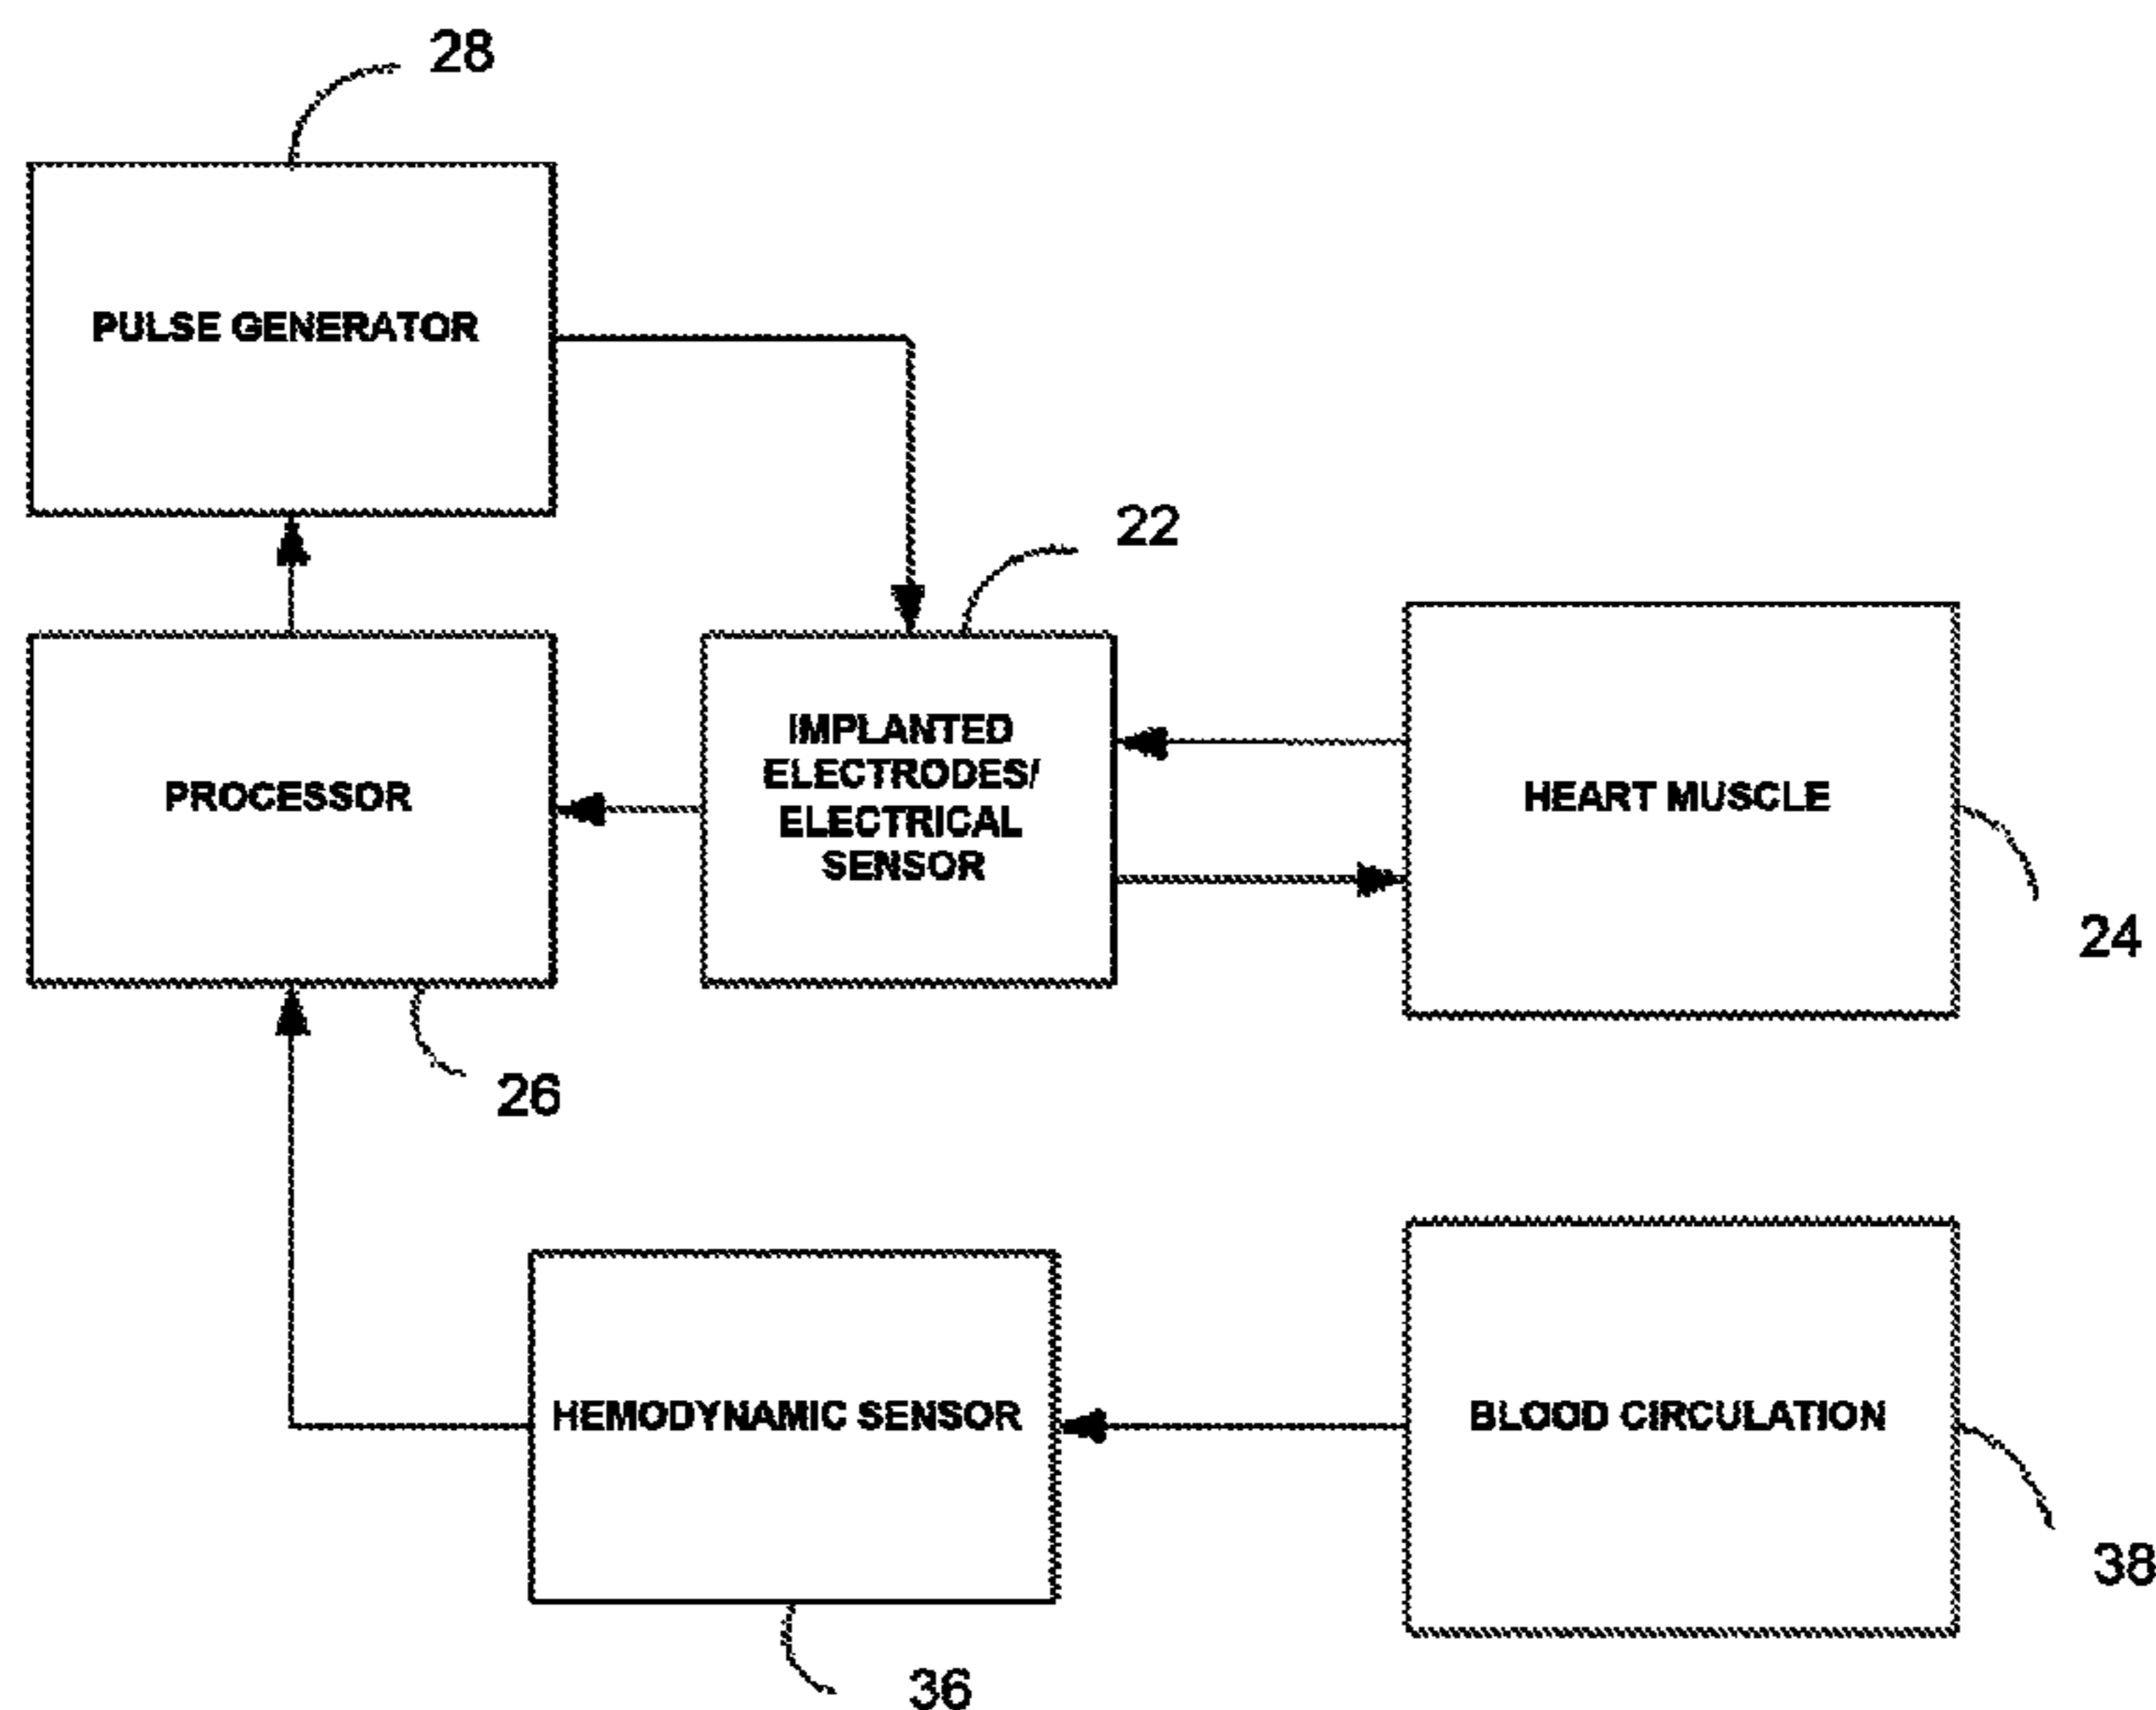 28
PULSE GENERATOR
22
IMPLANTED
ELECTRODES/
ELECTRICAL
SENSOR
PROCESSOR
HEART MUSCLE
24
26
HEMODYNAMIC SENSOR
BLOOD CIRCULATION
38
36